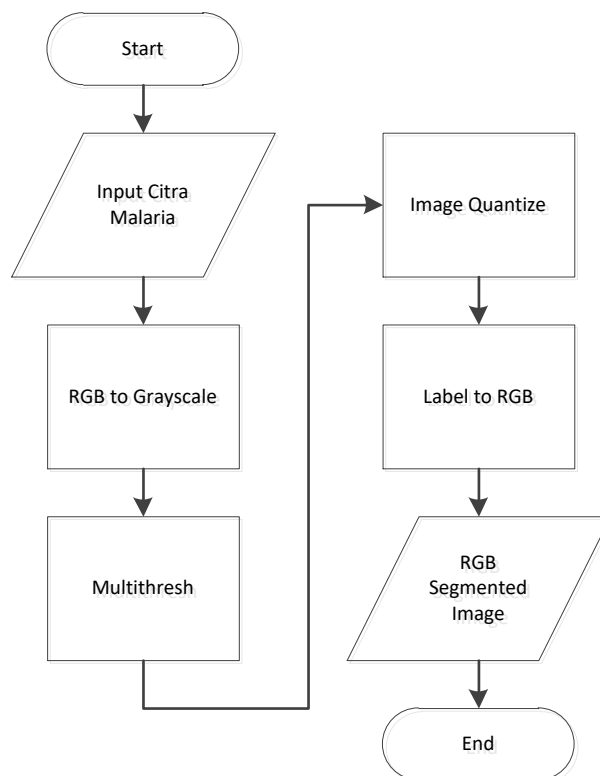 Start
Input Citra
Malaria
RGB to Grayscale
Multithresh
Image Quantize
Label to RGB
RGB
Segmented
Image
End